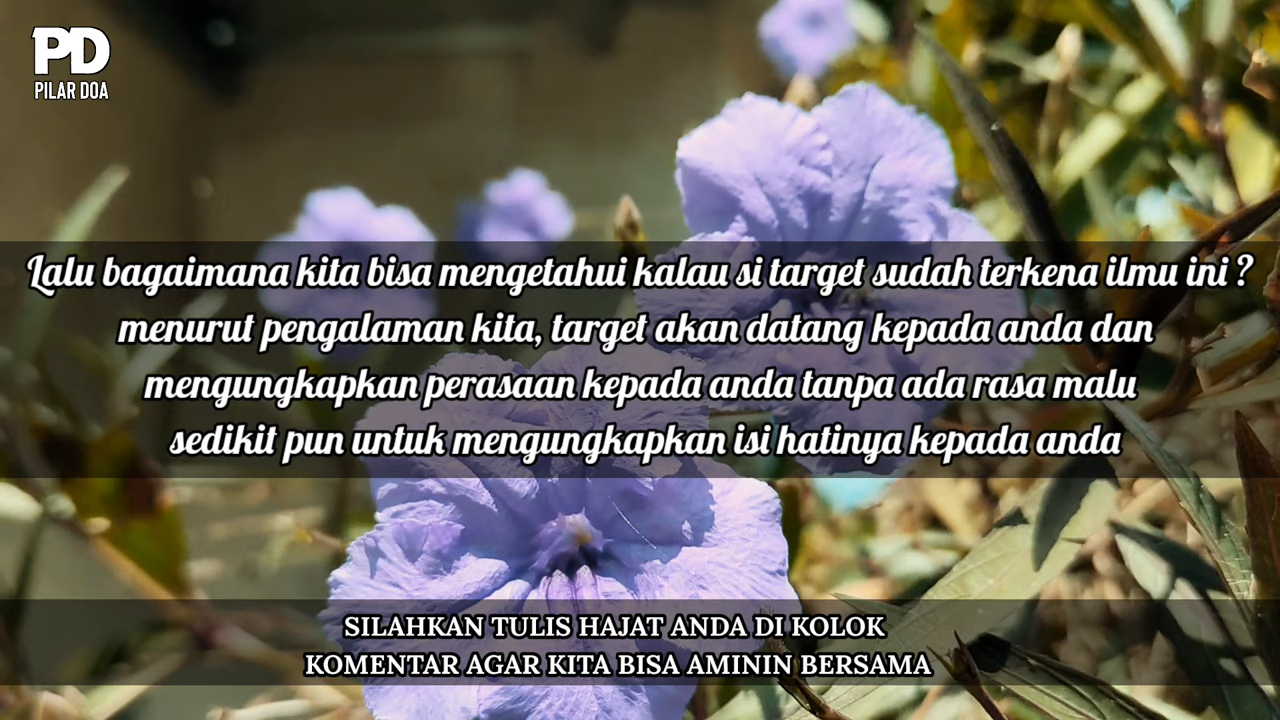 PD
PILAR DOA
Lalu bagaimana kita bisa mengetahui kalau si target sudah terkena ilmu ini ?
menurut pengalaman kita, target akan datang kepada anda dan
mengungkapkan perasaan kepada anda tanpa ada rasa malu
sedikit pun untuk mengungkapkan isi hatinya kepada anda
SILAHKAN TULIS HAJAT ANDA DI KOLOK
KOMENTAR AGAR KITA BISA AMININ BERSAMA